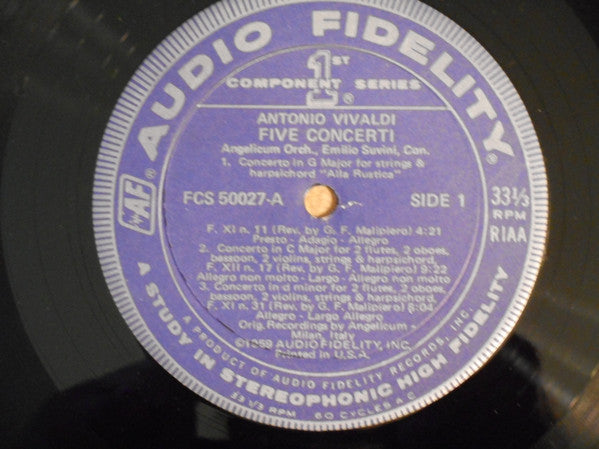 AUDIO FIDELITY®
1ST
COMPONENT SERIES
®
ANTONIO VIVALDI
FIVE CONCERTI
Angelicum Orch., Emilio Suvini, Con.
1. Concerto in G Major for strings &
harpsichord "Alla Rustica"
FCS 50027-A
SIDE 1
33⅓
RPM
RIAA
AF
F. XI n. 11 (Rev. by G. F. Malipiero) 4:21
Presto - Adagio - Allegro
2. Concerto in C Major for 2 flutes, 2 oboes,
bassoon, 2 violins, strings & harpsichord,
F. XII n. 17 (Rev. by G. F. Malipiero) 9:22
Allegro non molto - Largo - Allegro non molto
3. Concerto in d minor for 2 flutes, 2 oboes,
bassoon, 2 violins, strings & harpsichord,
F. XI n. 31 (Rev. by G. F. Malipiero) 8:04
Allegro - Largo Allegro
Orig. Recordings by Angelicum -
Milan, Italy
©1959 AUDIO FIDELITY, INC.
Printed in U.S.A.
A PRODUCT OF AUDIO FIDELITY RECORDS, INC.
A STUDY IN STEREOPHONIC HIGH FIDELITY
33 1/3 RPM 60 CYCLES A.C.